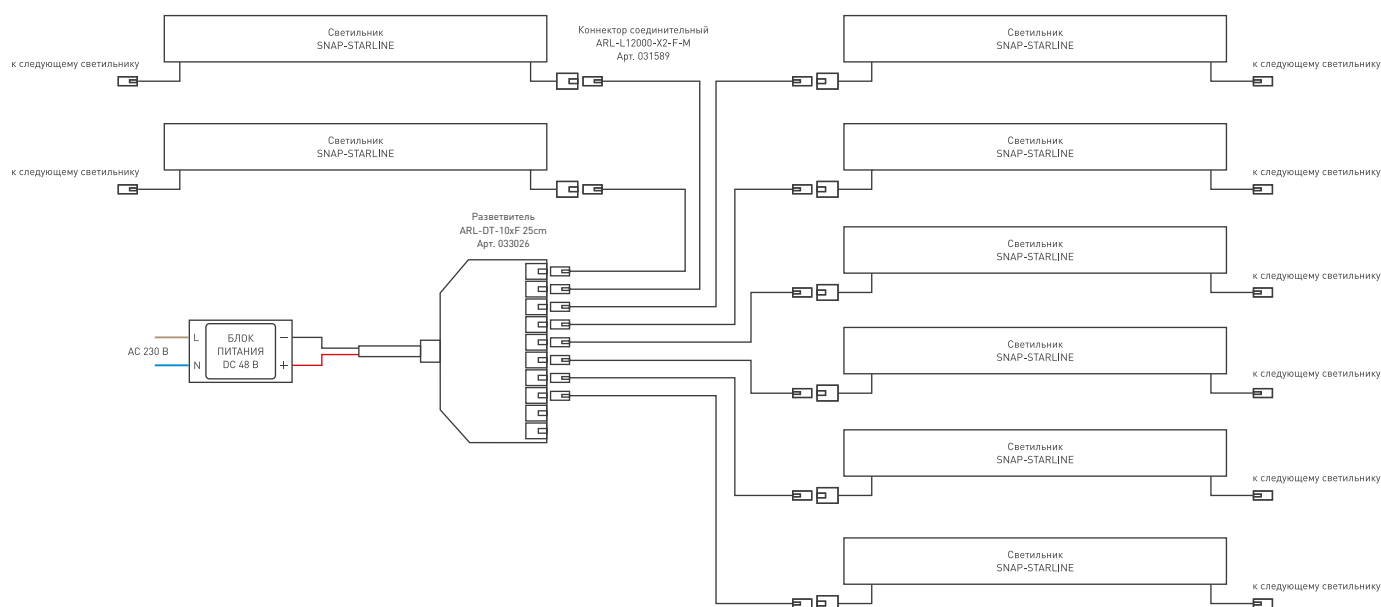 Светильник
SNAP-STARLINE
к следующему светильнику
Коннектор соединительный
ARL-L12000-X2-F-M
Арт. 031589
Светильник
SNAP-STARLINE
к следующему светильнику
Светильник
SNAP-STARLINE
к следующему светильнику
Светильник
SNAP-STARLINE
к следующему светильнику
Разветвитель
ARL-DT-10xF 25cm
Арт. 033026
Светильник
SNAP-STARLINE
к следующему светильнику
AC 230 В
L
N
БЛОК
ПИТАНИЯ
DC 48 В
−
+
Светильник
SNAP-STARLINE
к следующему светильнику
Светильник
SNAP-STARLINE
к следующему светильнику
Светильник
SNAP-STARLINE
к следующему светильнику